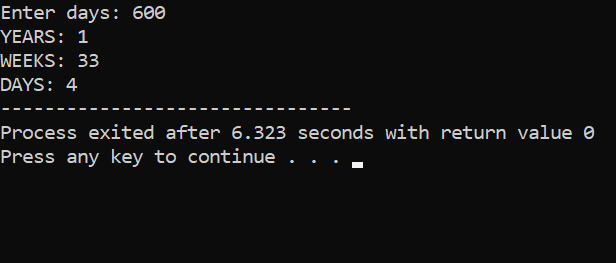 Enter days: 600
YEARS: 1
WEEKS: 33
DAYS: 4
--------------------------------
Process exited after 6.323 seconds with return value 0
Press any key to continue . . .